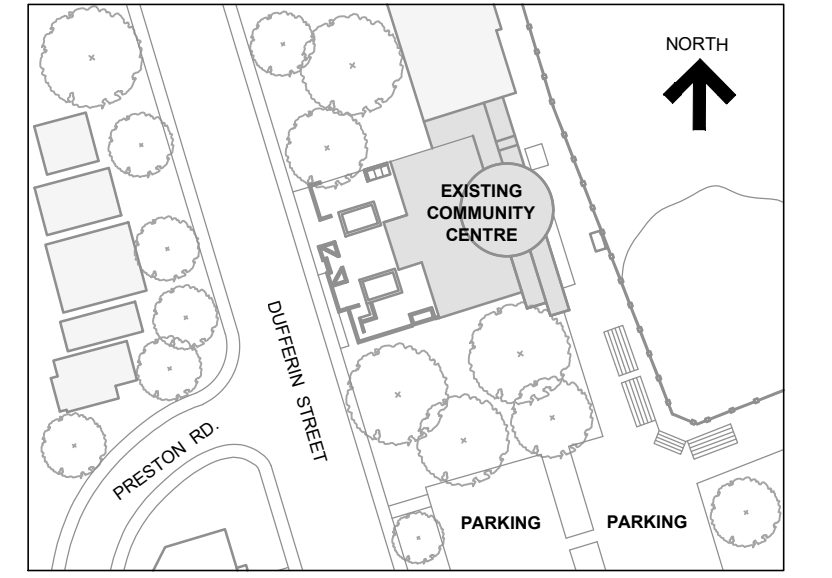 NORTH
EXISTING
COMMUNITY
CENTRE
DUFFERIN STREET
PRESTON RD.
PARKING
PARKING